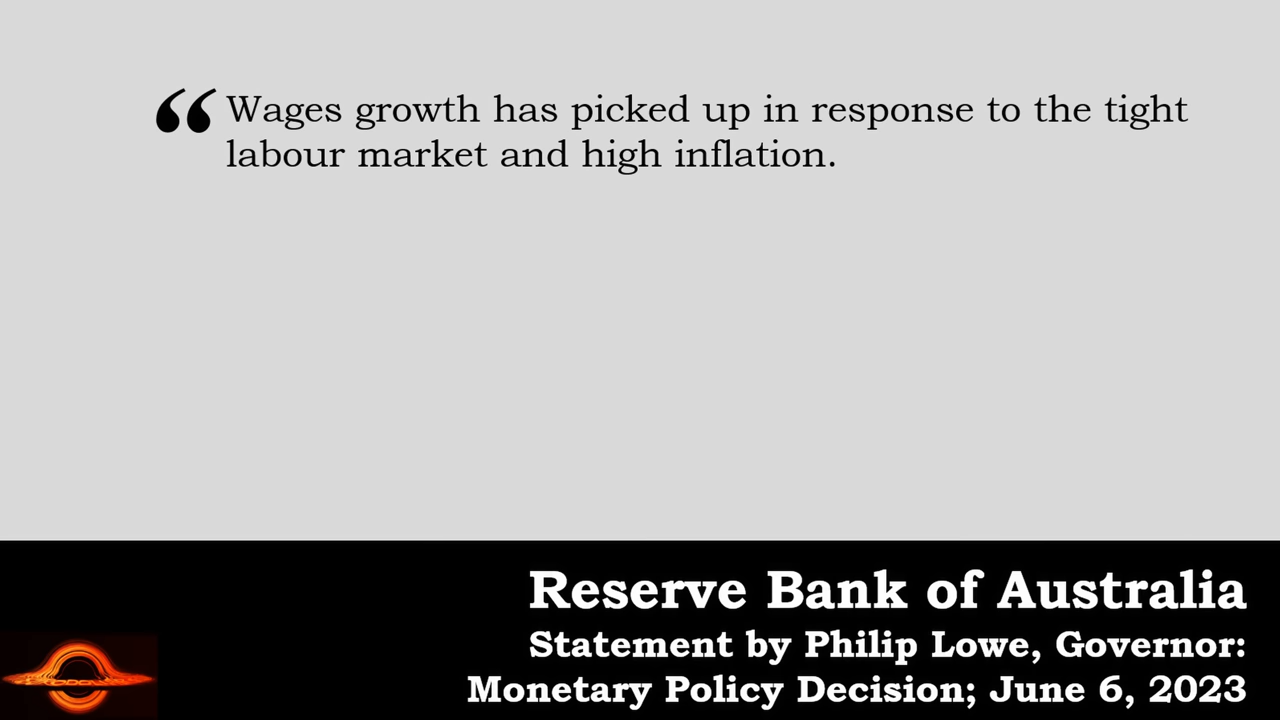 “Wages growth has picked up in response to the tight
labour market and high inflation.
Reserve Bank of Australia
Statement by Philip Lowe, Governor:
Monetary Policy Decision; June 6, 2023